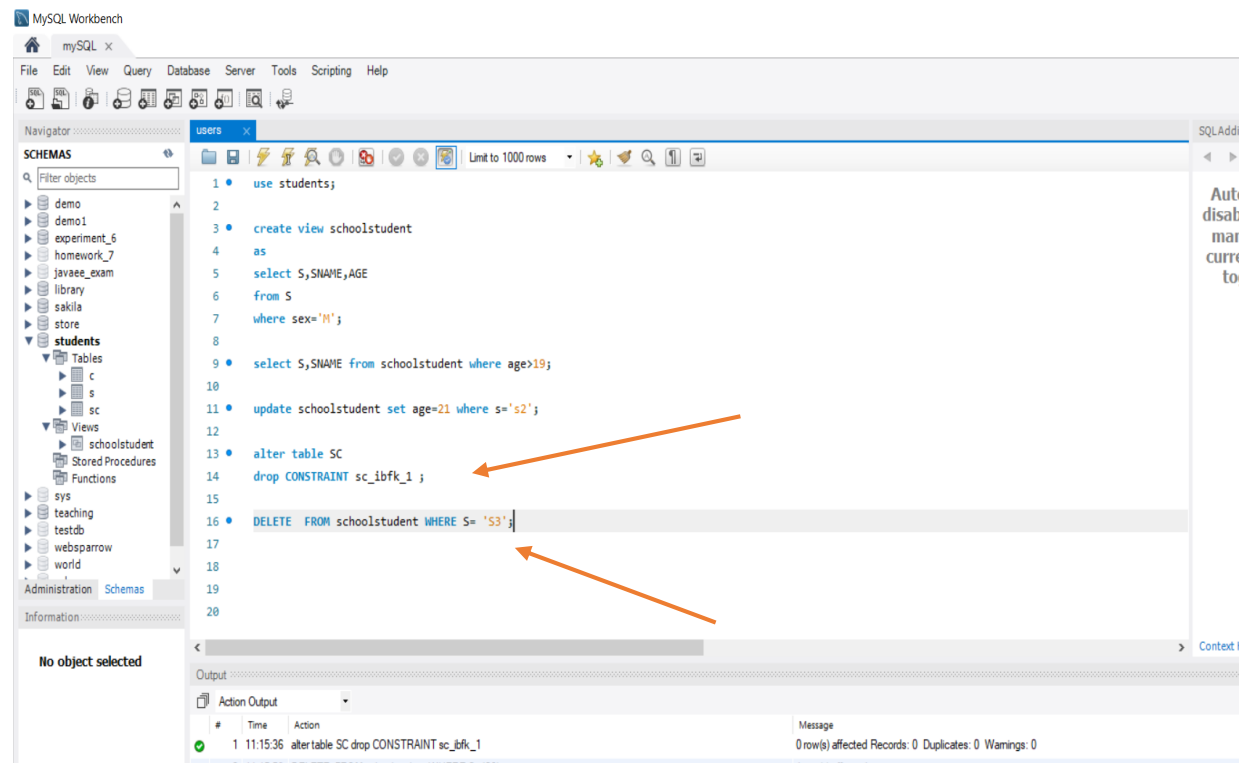 MySQL Workbench
mySQL ×
File Edit View Query Database Server Tools Scripting Help
Navigator
SCHEMAS
Filter objects
demo
demo1
experiment_6
homework_7
javaee_exam
library
sakila
store
students
Tables
c
s
sc
Views
schoolstudent
Stored Procedures
Functions
sys
teaching
testdb
websparrow
world
Administration Schemas
Information
No object selected
users ×
Limit to 1000 rows
1 use students;
2
3 create view schoolstudent
4 as
5 select S,SNAME,AGE
6 from S
7 where sex='M';
8
9 select S,SNAME from schoolstudent where age>19;
10
11 update schoolstudent set age=21 where s='s2';
12
13 alter table SC
14 drop CONSTRAINT sc_ibfk_1 ;
15
16 DELETE  FROM schoolstudent WHERE S= 'S3';
17
18
19
20
Output
Action Output
# Time Action Message
1 11:15:36 alter table SC drop CONSTRAINT sc_ibfk_1 0 row(s) affected Records: 0 Duplicates: 0 Warnings: 0
SQLAddi
Aut
disab
mar
curre
to
Context